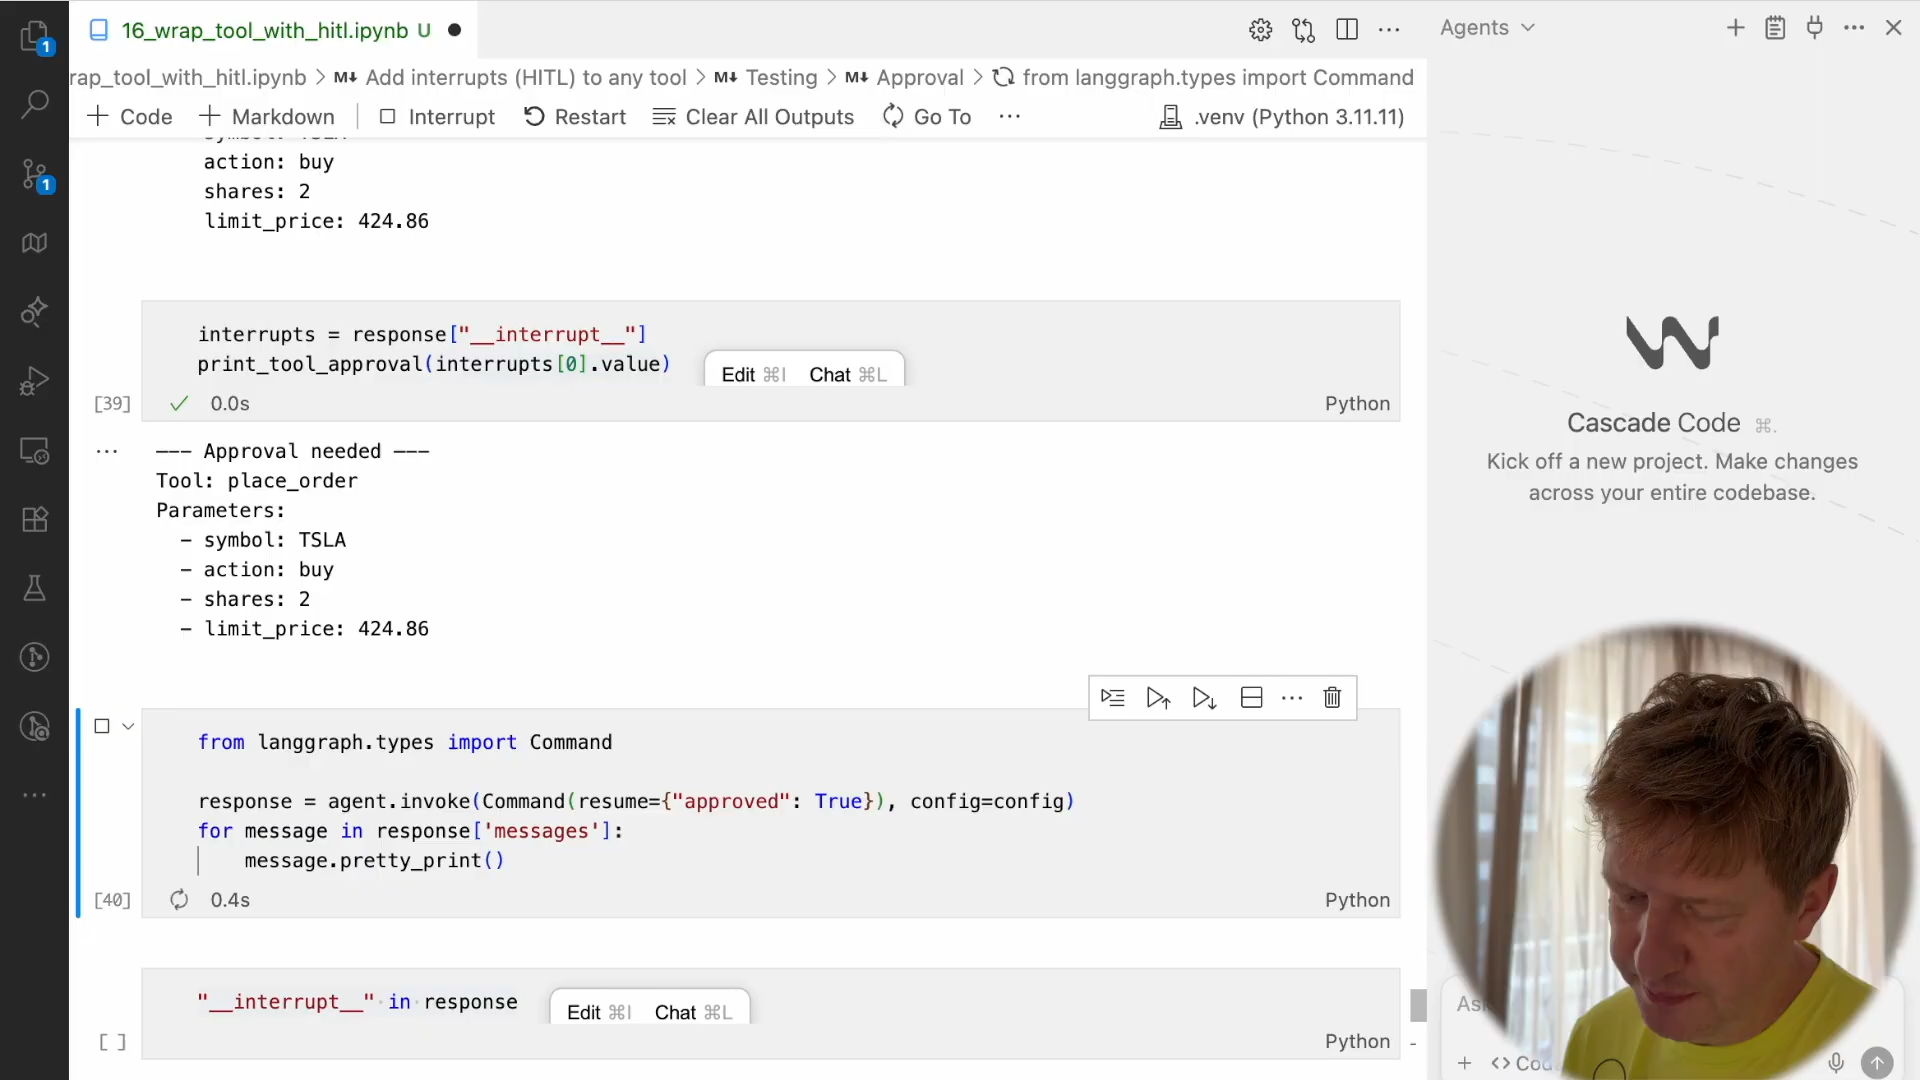 16_wrap_tool_with_hitl.ipynb U
Agents
rap_tool_with_hitl.ipynb > M↓ Add interrupts (HITL) to any tool > M↓ Testing > M↓ Approval > from langgraph.types import Command
+ Code + Markdown Interrupt Restart Clear All Outputs Go To ... .venv (Python 3.11.11)
action: buy
shares: 2
limit_price: 424.86
interrupts = response["__interrupt__"]
print_tool_approval(interrupts[0].value)
Edit ⌘I Chat ⌘L
[39] 0.0s Python
--- Approval needed ---
Tool: place_order
Parameters:
- symbol: TSLA
- action: buy
- shares: 2
- limit_price: 424.86
from langgraph.types import Command
response = agent.invoke(Command(resume={"approved": True}), config=config)
for message in response['messages']:
message.pretty_print()
[40] 0.4s Python
"__interrupt__" in response
Edit ⌘I Chat ⌘L
[ ] Python
1
1
Cascade Code ⌘.
Kick off a new project. Make changes
across your entire codebase.